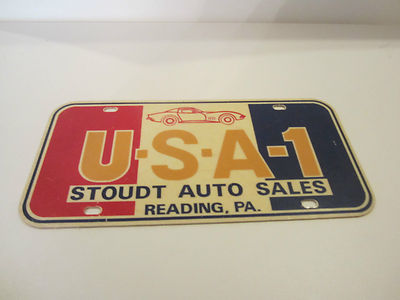 U·S·A-1
STOUDT AUTO SALES
READING, PA.